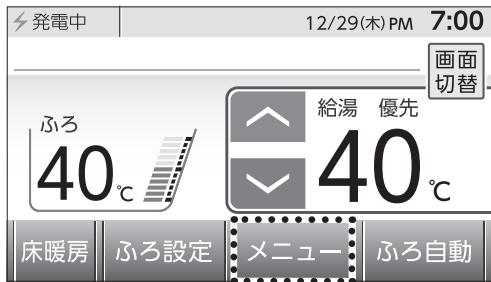 発電中 12/29(木)PM 7:00
画面
切替
ふろ
40℃
給湯 優先
40℃
床暖房 ふろ設定 メニュー ふろ自動